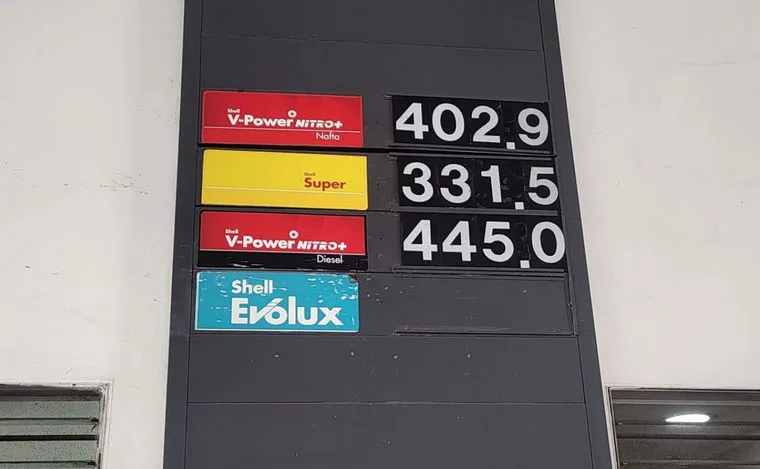 Shell
V-Power NiTRO+
Nafta
402.9
Shell
Super
331.5
Shell
V-Power NiTRO+
Diesel
445.0
Shell
Evolux